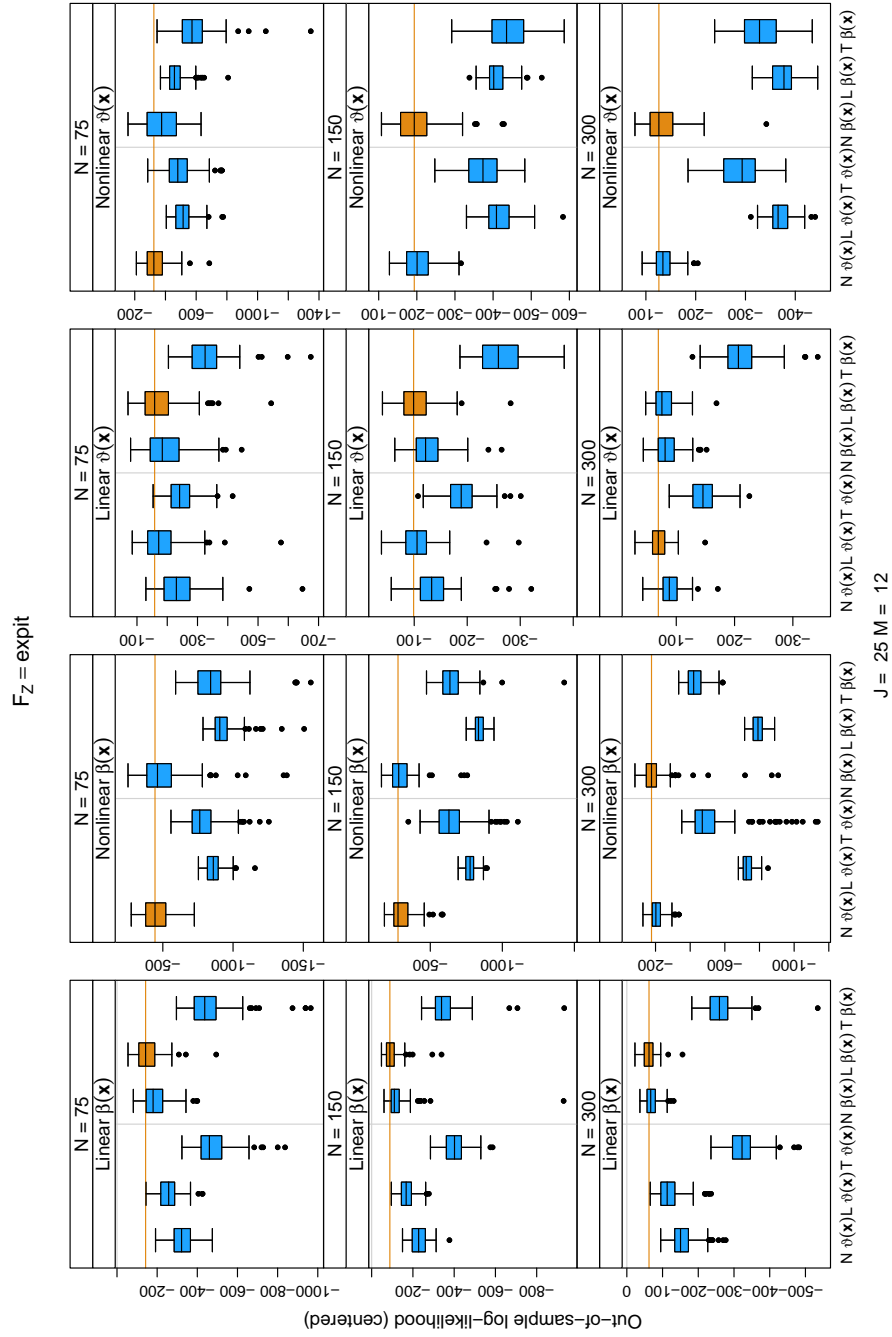 F_Z = expit
N = 75
Linear β(x)
−200 −400 −600 −800 −1000
N = 75
Nonlinear β(x)
−500 −1000 −1500
N = 75
Linear ϑ(x)
−100 −300 −500 −700
N = 75
Nonlinear ϑ(x)
−200 −600 −1000 −1400
N = 150
Linear β(x)
−200 −400 −600 −800
N = 150
Nonlinear β(x)
−500 −1000
N = 150
Linear ϑ(x)
−100 −200 −300
N = 150
Nonlinear ϑ(x)
−100 −200 −300 −400 −500 −600
N = 300
Linear β(x)
0 −100 −200 −300 −400 −500
N = 300
Nonlinear β(x)
−200 −600 −1000
N = 300
Linear ϑ(x)
−100 −200 −300
N = 300
Nonlinear ϑ(x)
−100 −200 −300 −400
N ϑ(x) L ϑ(x) T ϑ(x) N β(x) L β(x) T β(x)
N ϑ(x) L ϑ(x) T ϑ(x) N β(x) L β(x) T β(x)
N ϑ(x) L ϑ(x) T ϑ(x) N β(x) L β(x) T β(x)
N ϑ(x) L ϑ(x) T ϑ(x) N β(x) L β(x) T β(x)
Out−of−sample log−likelihood (centered)
J = 25 M = 12